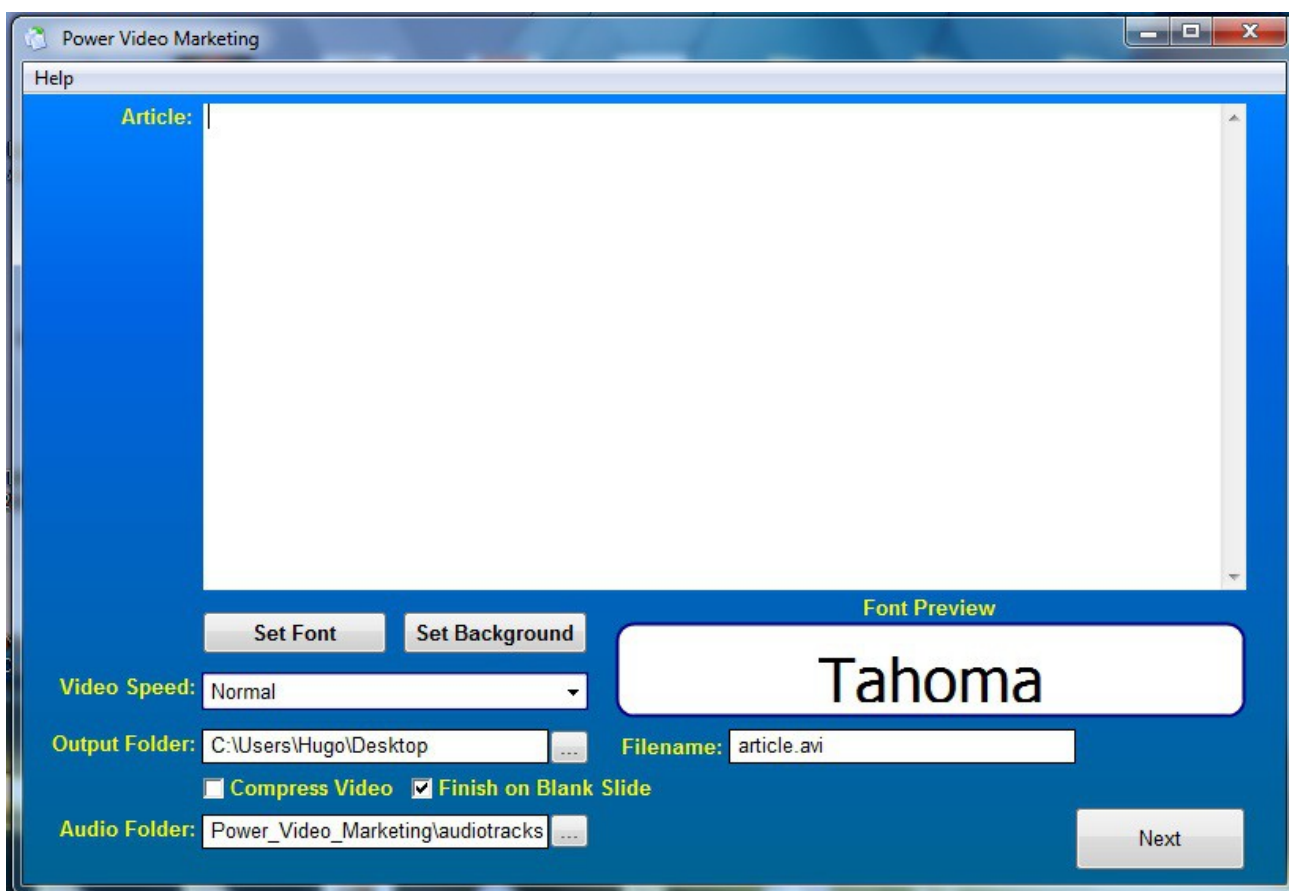 Power Video Marketing
Help
Article:
Set Font
Set Background
Font Preview
Tahoma
Video Speed: Normal
Output Folder: C:\Users\Hugo\Desktop ...
Filename: article.avi
Compress Video Finish on Blank Slide
Audio Folder: Power_Video_Marketing\audiotracks ...
Next